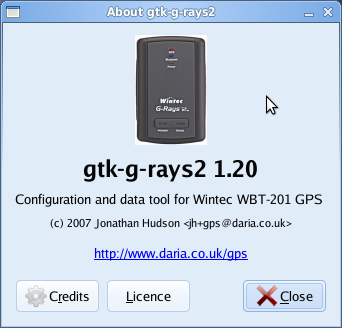 About gtk-g-rays2
Wintec
G-Rays 2
gtk-g-rays2 1.20
Configuration and data tool for Wintec WBT-201 GPS
(c) 2007 Jonathan Hudson <jh+gps@daria.co.uk>
http://www.daria.co.uk/gps
Credits
Licence
Close